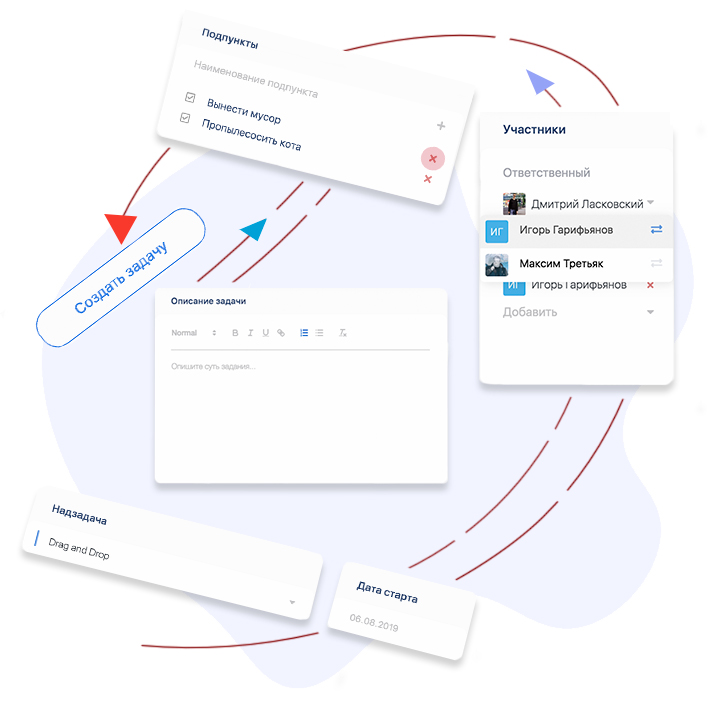 Подпункты
Наименование подпункта
Вынести мусор
Пропылесосить кота
Участники
Ответственный
Дмитрий Ласковский
ИГ Игорь Гарифьянов
Максим Третьяк
ИГ Игорь Гарифьянов
Добавить
Создать задачу
Описание задачи
Normal B I U
Опишите суть задания...
Надзадача
Drag and Drop
Дата старта
06.08.2019